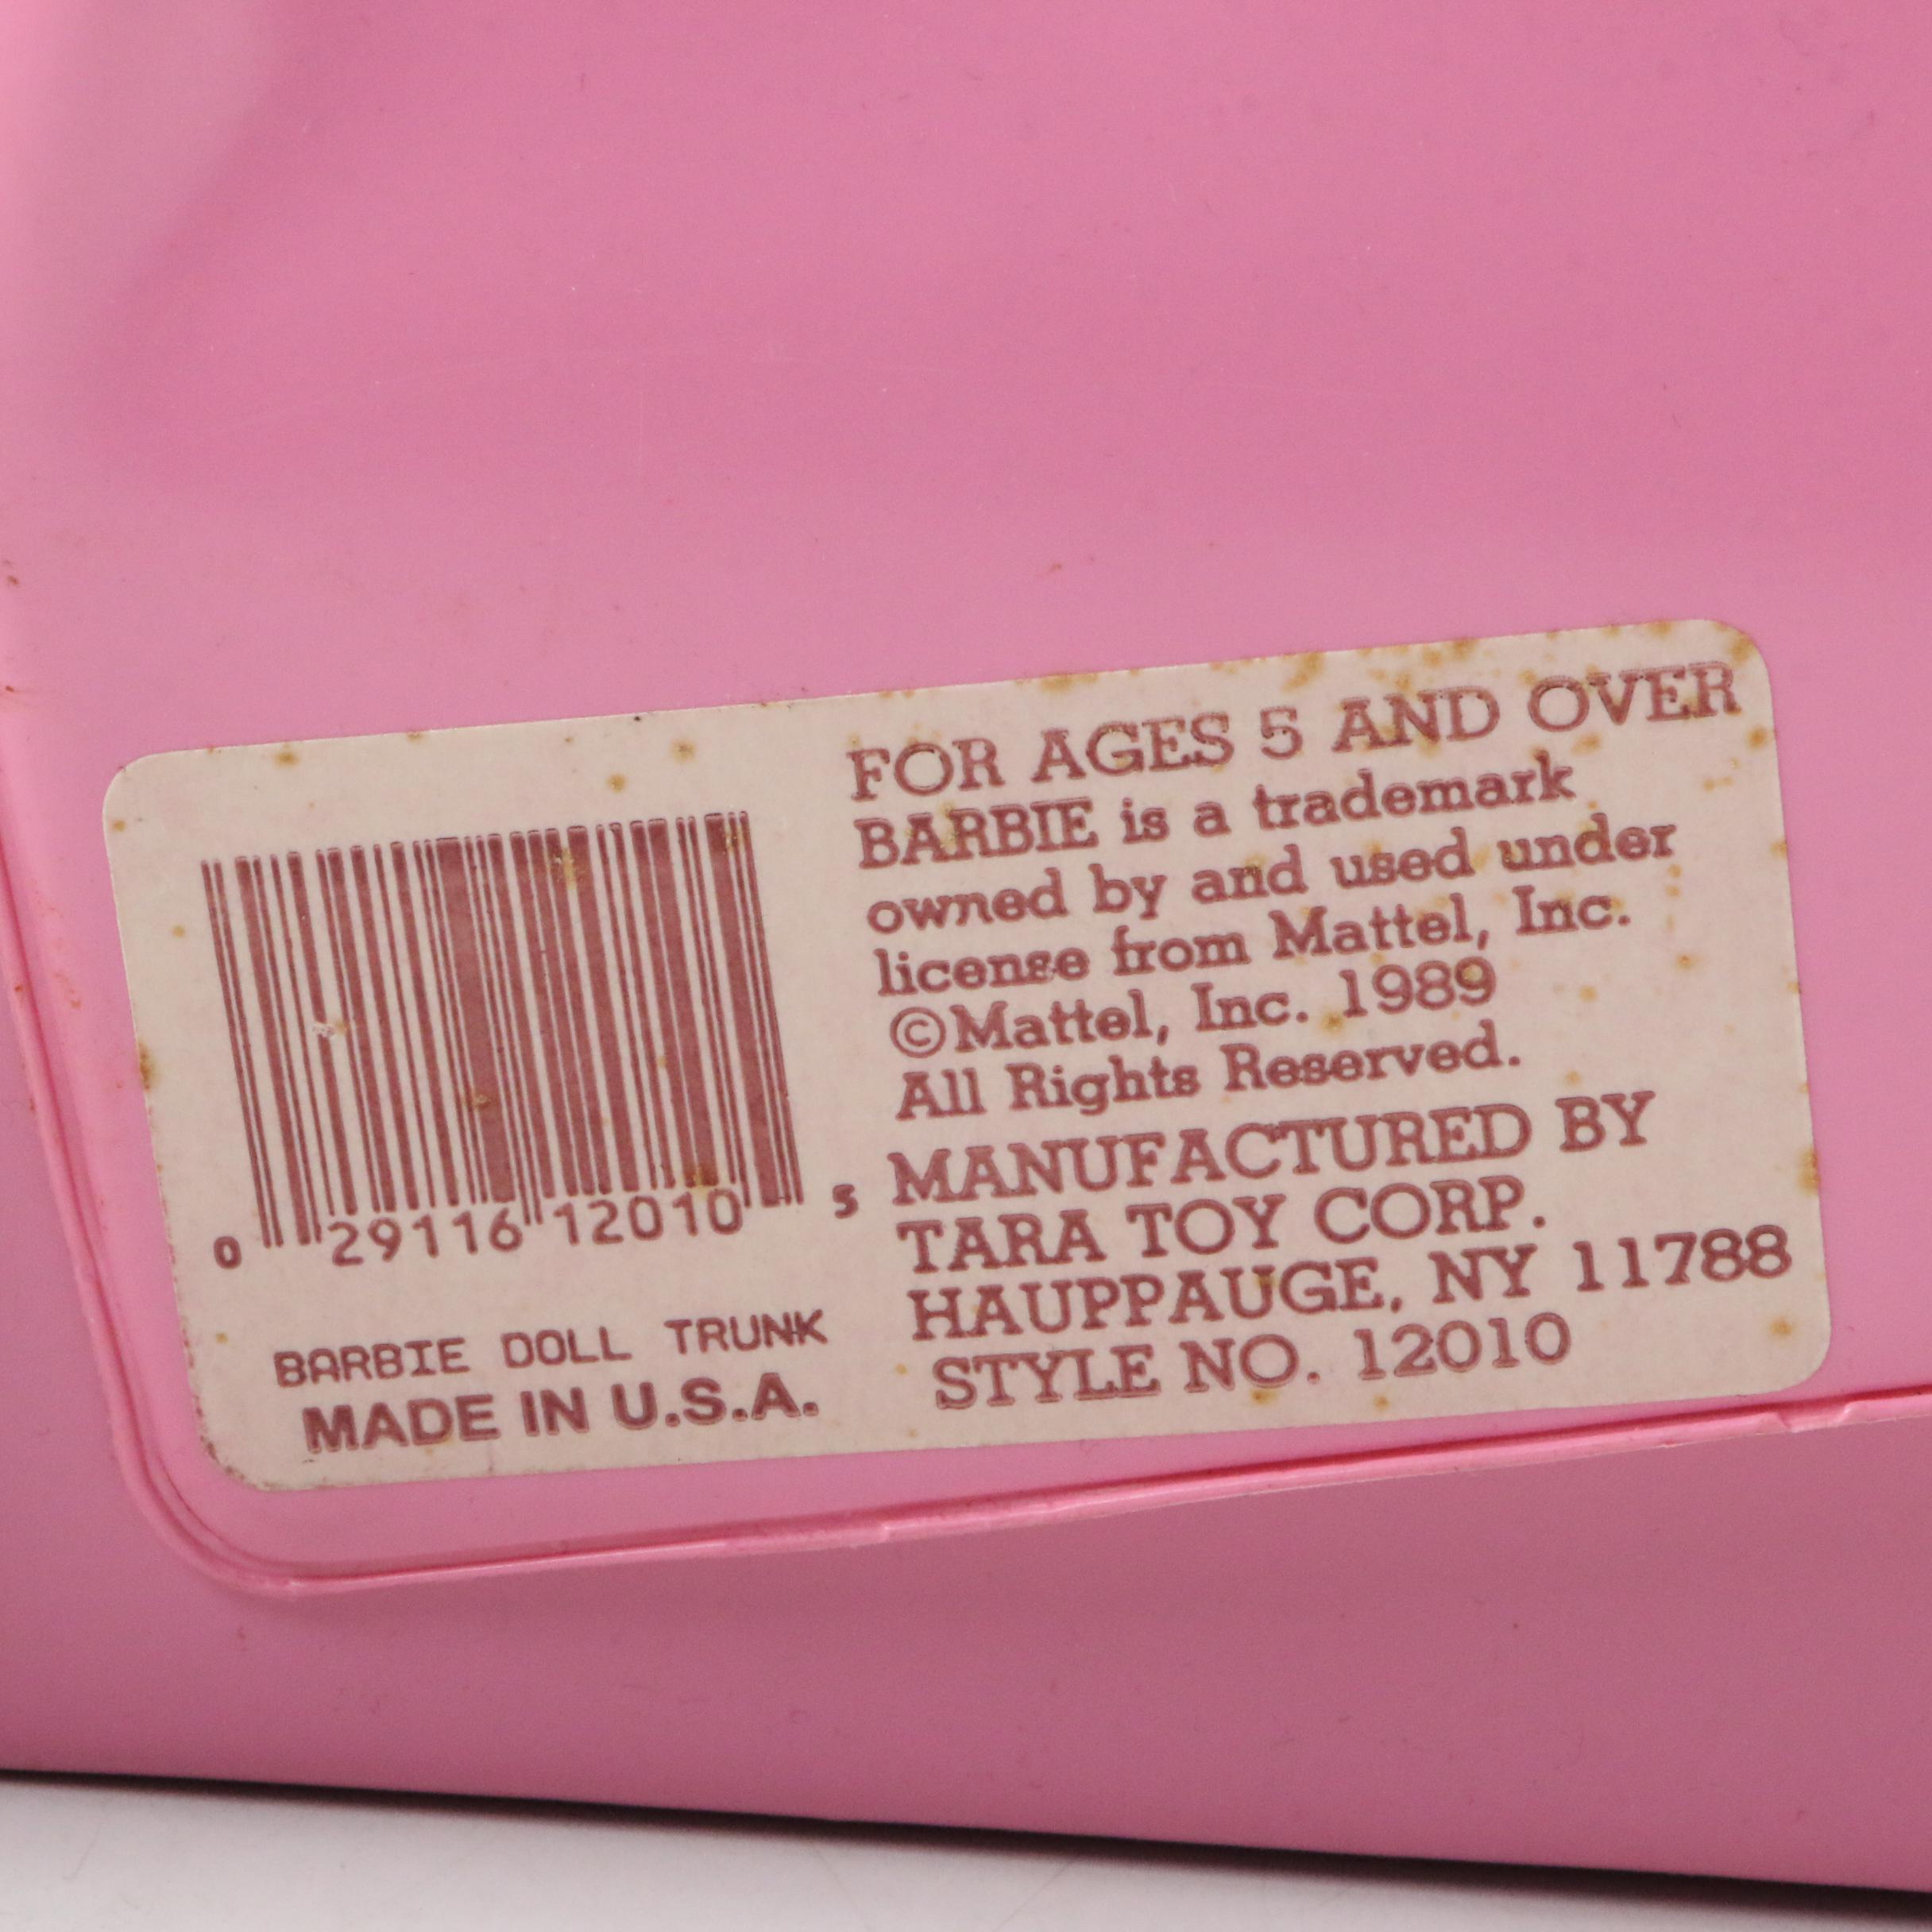 FOR AGES 5 AND OVER
BARBIE is a trademark
owned by and used under
license from Mattel, Inc.
©Mattel, Inc. 1989
All Rights Reserved.
MANUFACTURED BY
TARA TOY CORP.
HAUPPAUGE, NY 11788
STYLE NO. 12010
0 29116 12010 5
BARBIE DOLL TRUNK
MADE IN U.S.A.